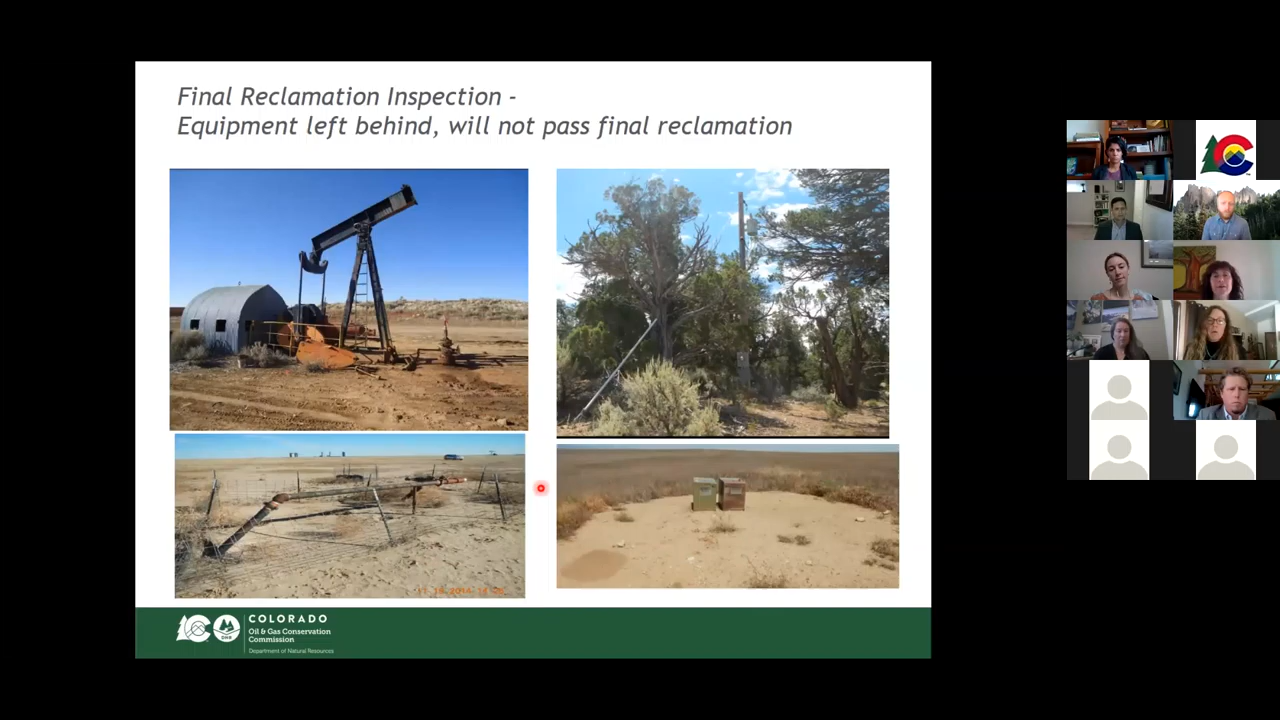 Final Reclamation Inspection -
Equipment left behind, will not pass final reclamation
COLORADO
Oil & Gas Conservation
Commission
Department of Natural Resources